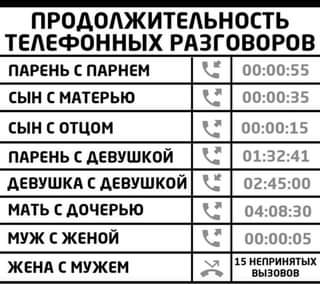 ПРОДОЛЖИТЕЛЬНОСТЬ
ТЕЛЕФОННЫХ РАЗГОВОРОВ
ПАРЕНЬ С ПАРНЕМ 00:00:55
СЫН С МАТЕРЬЮ 00:00:35
СЫН С ОТЦОМ 00:00:15
ПАРЕНЬ С ДЕВУШКОЙ 01:32:41
ДЕВУШКА С ДЕВУШКОЙ 02:45:00
МАТЬ С ДОЧЕРЬЮ 04:08:30
МУЖ С ЖЕНОЙ 00:00:05
ЖЕНА С МУЖЕМ 15 НЕПРИНЯТЫХ
ВЫЗОВОВ